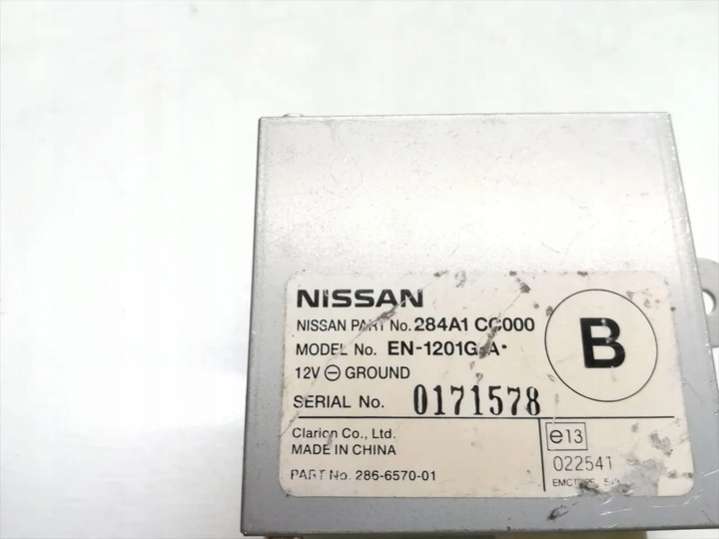 NISSAN
NISSAN PART No. 284A1 CC000
MODEL No. EN-1201G-A
12V ⊖ GROUND
SERIAL No. 0171578
B
Clarion Co., Ltd.
MADE IN CHINA
PART No. 286-6570-01
e13
022541